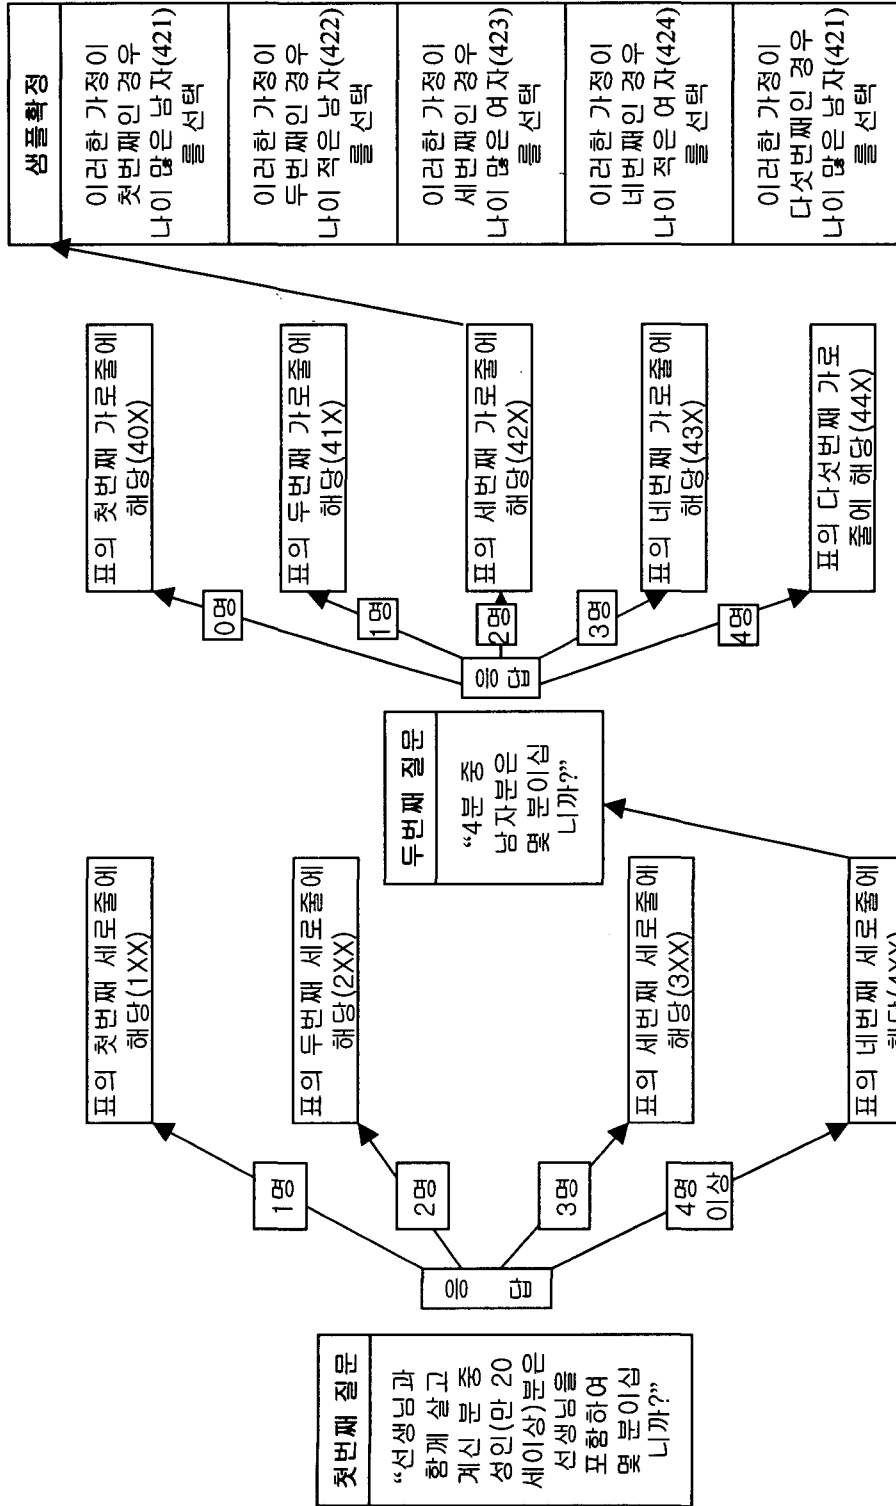 첫번째 질문
“선생님과
함께 살고
계신 분 중
성인(만 20
세이상)분은
선생님을
포함하여
몇 분이십
니까?”
응 답
1명
2명
3명
4명
이상
표의 첫번째 세로줄에
해당(1XX)
표의 두번째 세로줄에
해당(2XX)
표의 세번째 세로줄에
해당(3XX)
표의 네번째 세로줄에
해당(4XX)
두번째 질문
“4분 중
남자분은
몇 분이십
니까?”
응답
0명
1명
2명
3명
4명
표의 첫번째 가로줄에
해당(40X)
표의 두번째 가로줄에
해당(41X)
표의 세번째 가로줄에
해당(42X)
표의 네번째 가로줄에
해당(43X)
표의 다섯번째 가로
줄에 해당(44X)
샘플확정
이러한 가정이
첫번째인 경우
나이 많은 남자(421)
를 선택
이러한 가정이
두번째인 경우
나이 적은 남자(422)
를 선택
이러한 가정이
세번째인 경우
나이 많은 여자(423)
를 선택
이러한 가정이
네번째인 경우
나이 적은 여자(424)
를 선택
이러한 가정이
다섯번째인 경우
나이 많은 남자(421)
를 선택